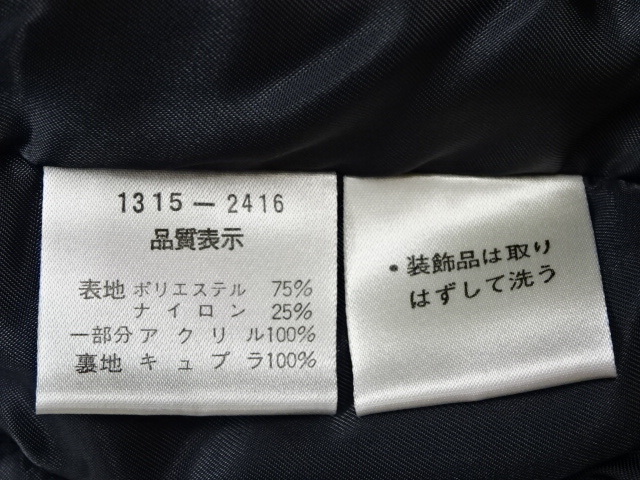 1315-2416
品質表示
表地 ポリエステル 75%
ナイロン 25%
一部分 アクリル 100%
裏地 キュプラ 100%
・装飾品は取り
はずして洗う